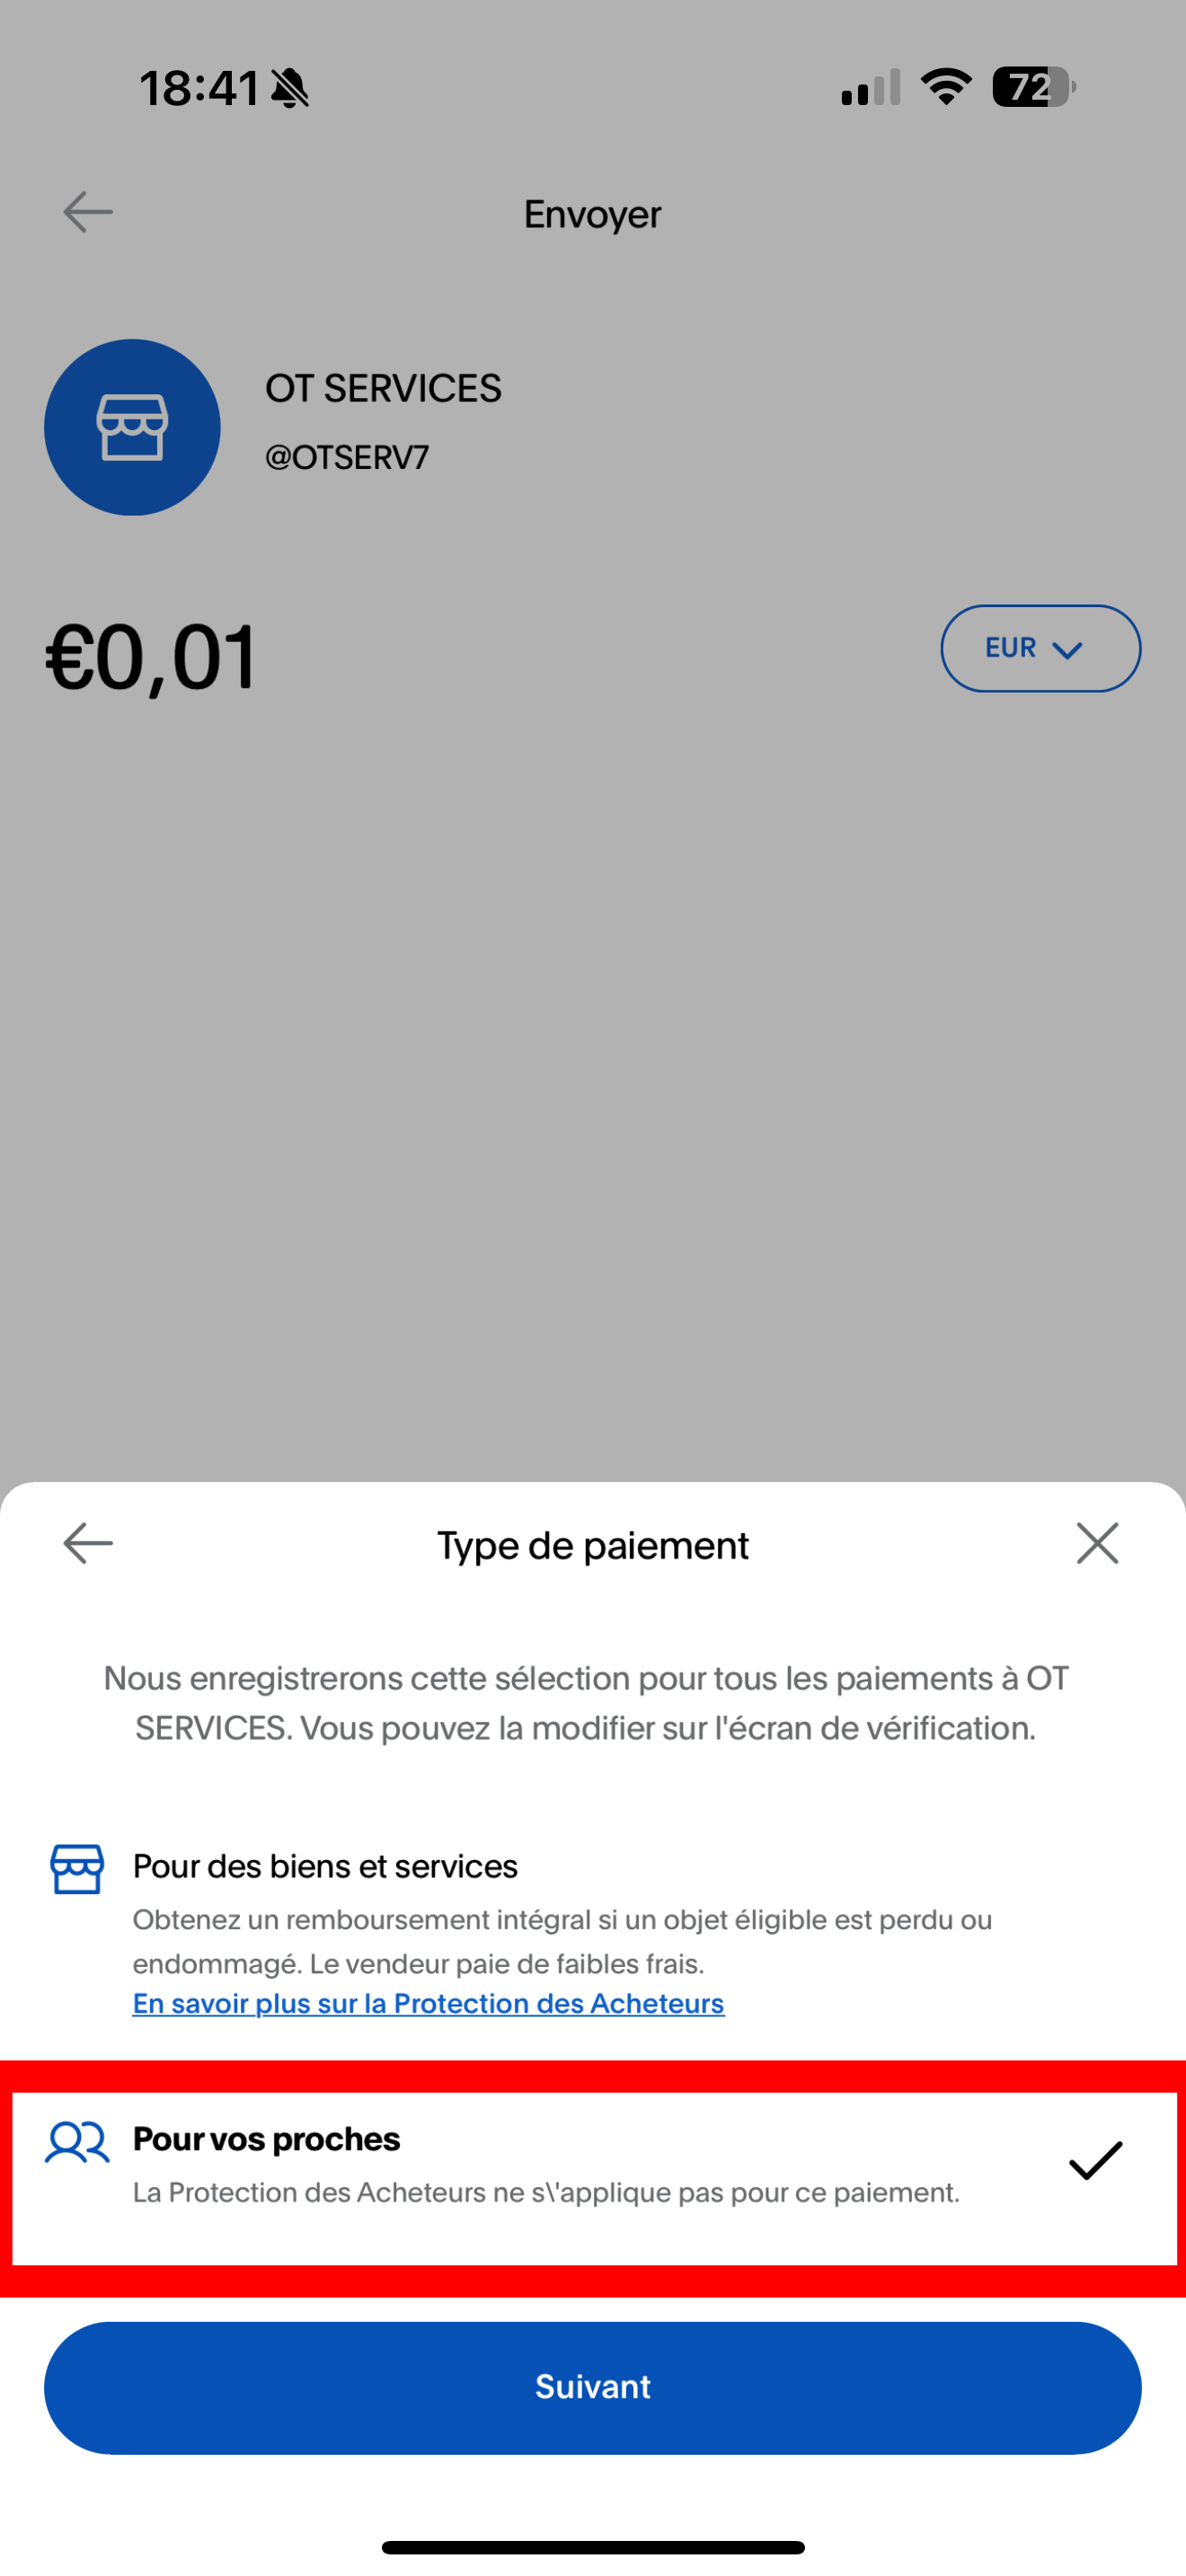 18:41
72
Envoyer
OT SERVICES
@OTSERV7
€0,01
EUR
Type de paiement
Nous enregistrerons cette sélection pour tous les paiements à OT
SERVICES. Vous pouvez la modifier sur l'écran de vérification.
Pour des biens et services
Obtenez un remboursement intégral si un objet éligible est perdu ou
endommagé. Le vendeur paie de faibles frais.
En savoir plus sur la Protection des Acheteurs
Pour vos proches
La Protection des Acheteurs ne s\'applique pas pour ce paiement.
Suivant